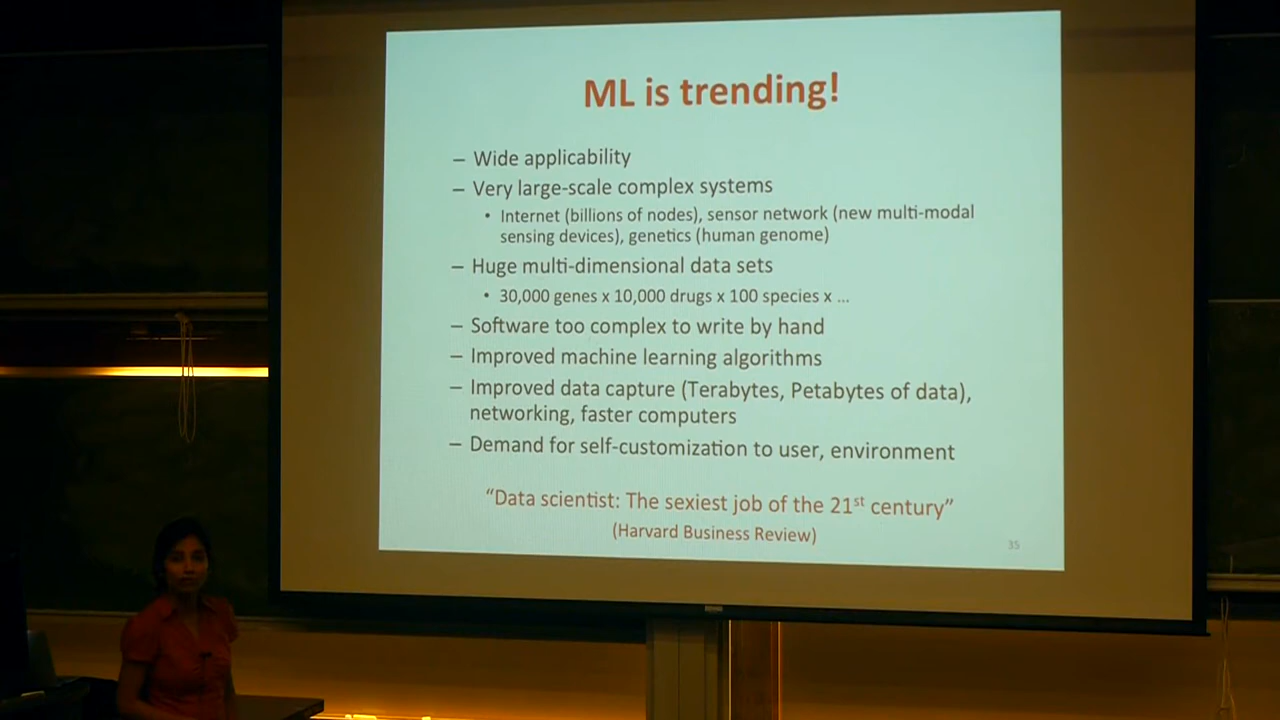 ML is trending!
– Wide applicability
– Very large-scale complex systems
• Internet (billions of nodes), sensor network (new multi-modal
sensing devices), genetics (human genome)
– Huge multi-dimensional data sets
• 30,000 genes x 10,000 drugs x 100 species x ...
– Software too complex to write by hand
– Improved machine learning algorithms
– Improved data capture (Terabytes, Petabytes of data),
networking, faster computers
– Demand for self-customization to user, environment
“Data scientist: The sexiest job of the 21st century”
(Harvard Business Review)
35